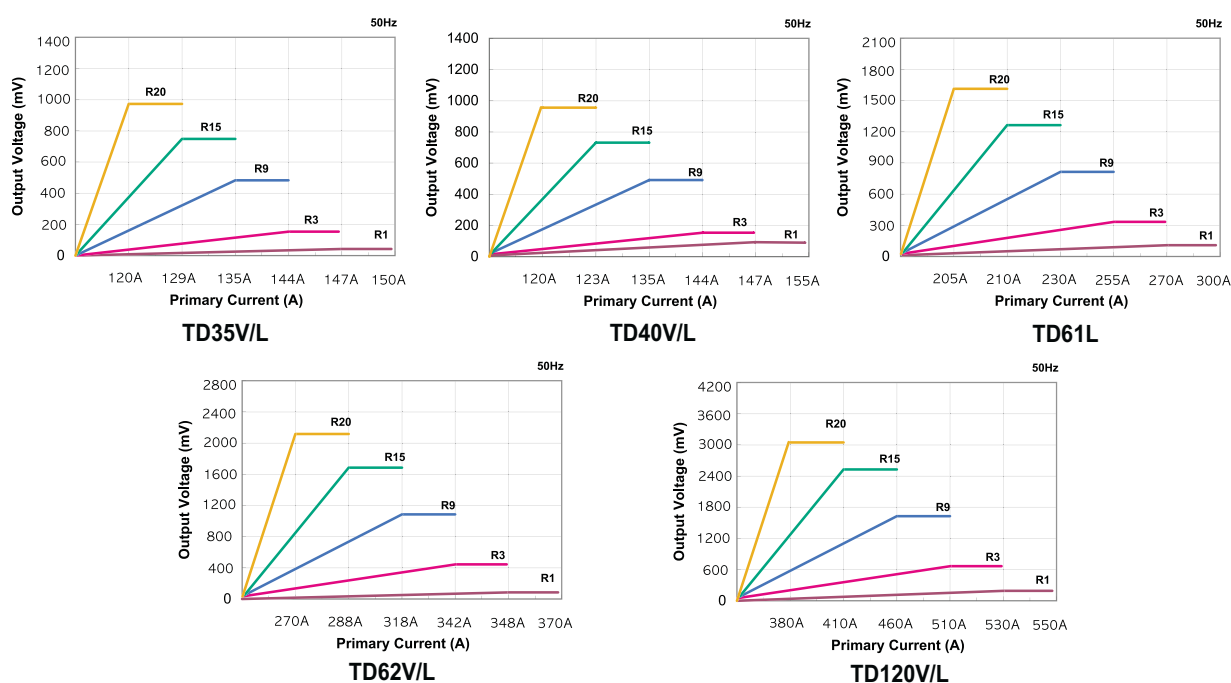 50Hz
1400
1200
1000
800
600
400
200
0
Output Voltage (mV)
R20
R15
R9
R3
R1
120A 129A 135A 144A 147A 150A
Primary Current (A)
TD35V/L
50Hz
1400
1200
1000
800
600
400
200
0
Output Voltage (mV)
R20
R15
R9
R3
R1
120A 123A 135A 144A 147A 155A
Primary Current (A)
TD40V/L
50Hz
2100
1800
1500
1200
900
600
300
0
Output Voltage (mV)
R20
R15
R9
R3
R1
205A 210A 230A 255A 270A 300A
Primary Current (A)
TD61L
50Hz
2800
2400
2000
1600
1200
800
400
0
Output Voltage (mV)
R20
R15
R9
R3
R1
270A 288A 318A 342A 348A 370A
Primary Current (A)
TD62V/L
50Hz
4200
3600
3000
2400
1800
1200
600
0
Output Voltage (mV)
R20
R15
R9
R3
R1
380A 410A 460A 510A 530A 550A
Primary Current (A)
TD120V/L